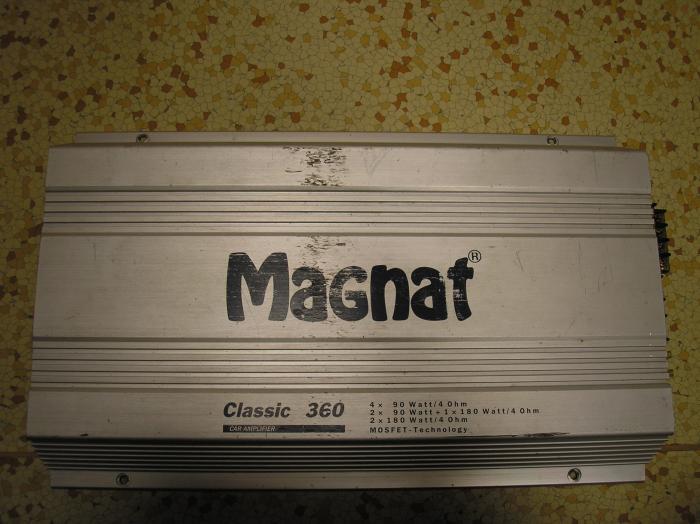 Magnat®
Classic 360
CAR AMPLIFIER
4 x 90 Watt/4 Ohm
2 x 90 Watt + 1 x 180 Watt/4 Ohm
2 x 180 Watt/4 Ohm
MOSFET-Technology